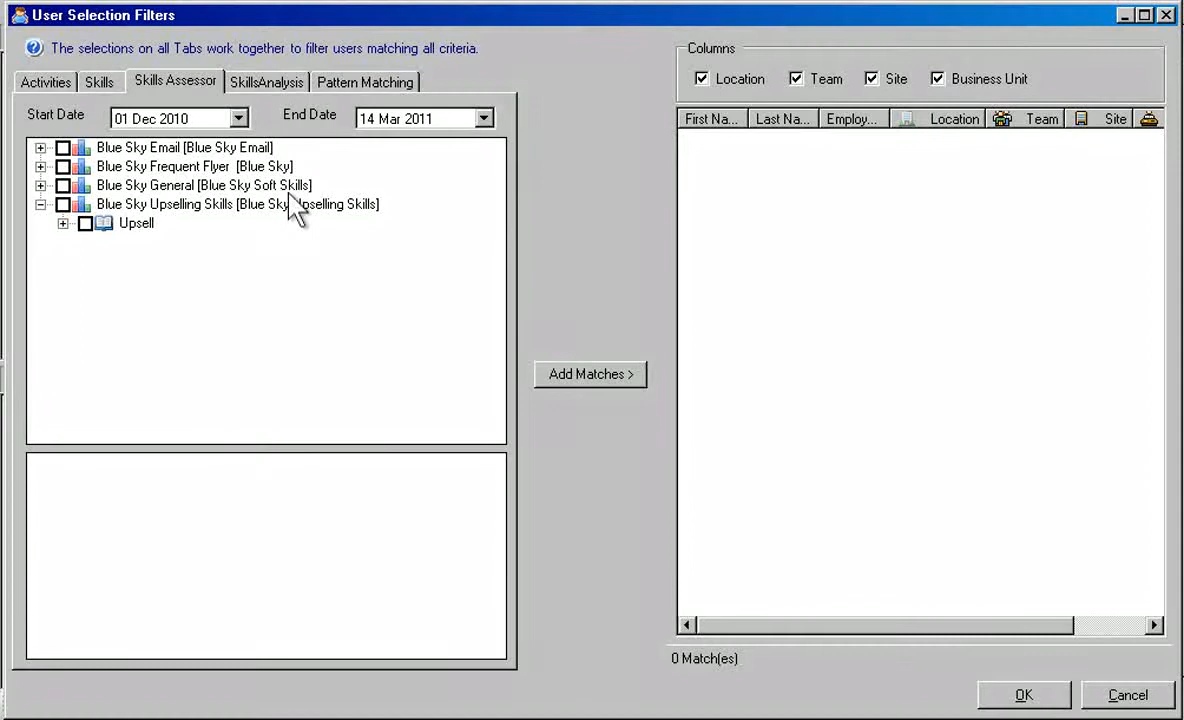 User Selection Filters
The selections on all Tabs work together to filter users matching all criteria.
Activities Skills Skills Assessor SkillsAnalysis Pattern Matching
Start Date 01 Dec 2010 End Date 14 Mar 2011
Blue Sky Email [Blue Sky Email]
Blue Sky Frequent Flyer [Blue Sky]
Blue Sky General [Blue Sky Soft Skills]
Blue Sky Upselling Skills [Blue Sky Upselling Skills]
Upsell
Add Matches >
Columns
Location Team Site Business Unit
First Na... Last Na... Employ... Location Team Site
0 Match(es)
OK Cancel